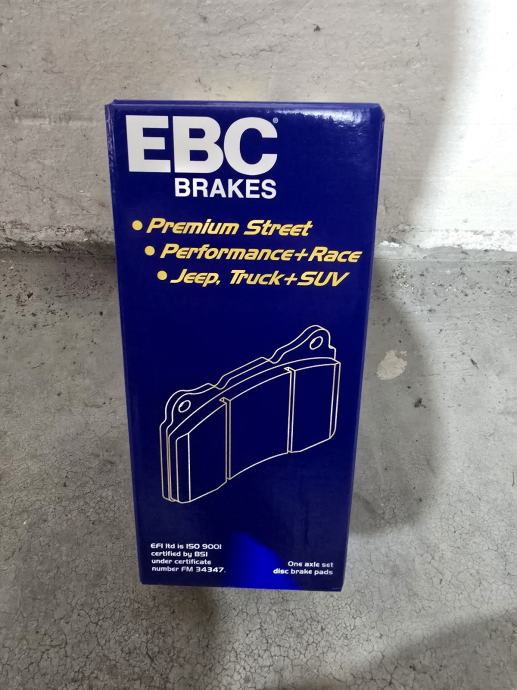 EBC®
BRAKES
• Premium Street
• Performance+Race
• Jeep, Truck+SUV
EFI ltd is ISO 9001
certified by BSI
under certificate
number FM 34347.
One axle set
disc brake pads